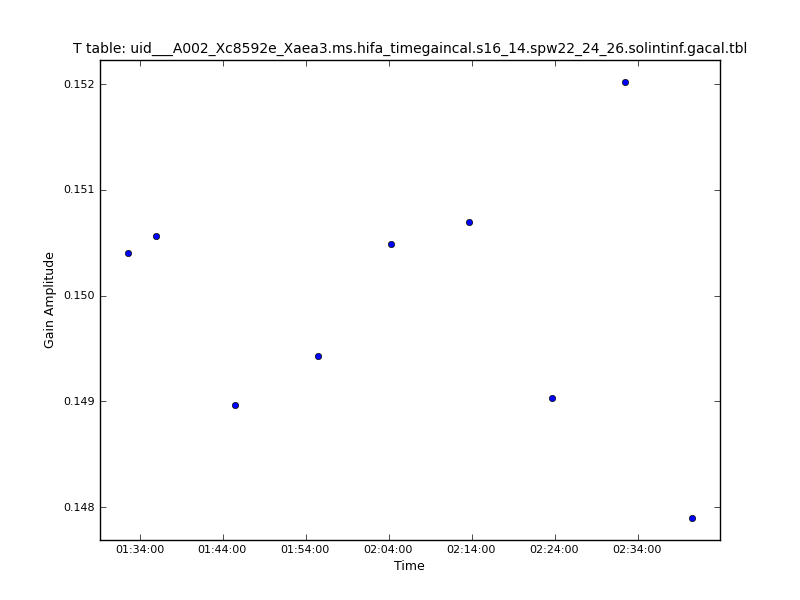 T table: uid___A002_Xc8592e_Xaea3.ms.hifa_timegaincal.s16_14.spw22_24_26.solintinf.gacal.tbl
0.152
0.151
0.150
0.149
0.148
Gain Amplitude
01:34:00 01:44:00 01:54:00 02:04:00 02:14:00 02:24:00 02:34:00
Time